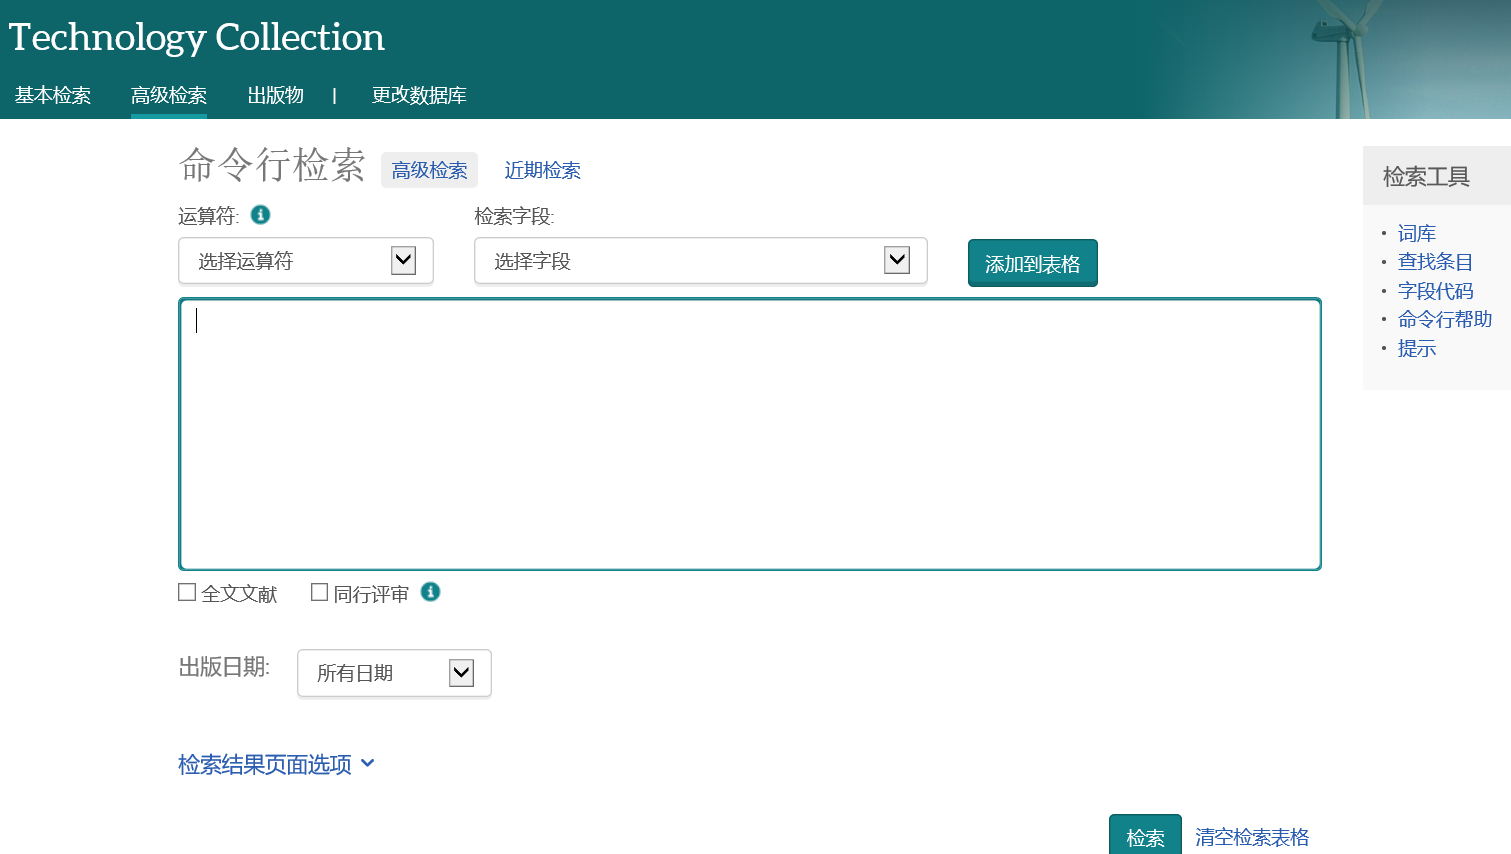 Technology Collection
基本检索 高级检索 出版物 | 更改数据库
命令行检索 高级检索 近期检索
运算符: 检索字段:
选择运算符 选择字段 添加到表格
全文文献 同行评审
出版日期: 所有日期
检索结果页面选项
检索 清空检索表格
检索工具
· 词库
· 查找条目
· 字段代码
· 命令行帮助
· 提示